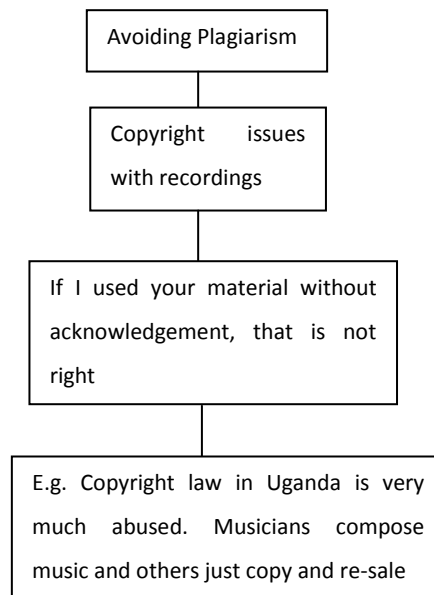 Avoiding Plagiarism
Copyright issues
with recordings
If I used your material without
acknowledgement, that is not
right
E.g. Copyright law in Uganda is very
much abused. Musicians compose
music and others just copy and re-sale